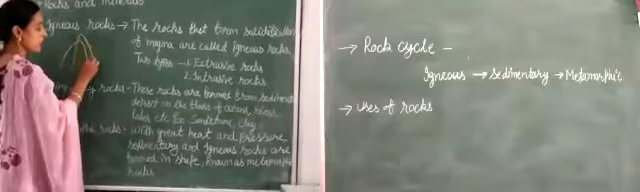 Rocks and Minerals
Igneous rocks → The rocks that form solidification
of magma are called Igneous rocks
Two types → 1. Extrusive rocks
2. Intrusive rocks
rocks- These rocks are formed from sediments
deposit on the floors of oceans, rivers,
lakes etc Ex: Sandstone, clay
rocks- with great heat and pressure,
sedimentary and Igneous rocks are
formed in shape, known as metamorphic
rocks
→ Rock cycle -
Igneous → Sedimentary → Metamorphic
→ Uses of rocks